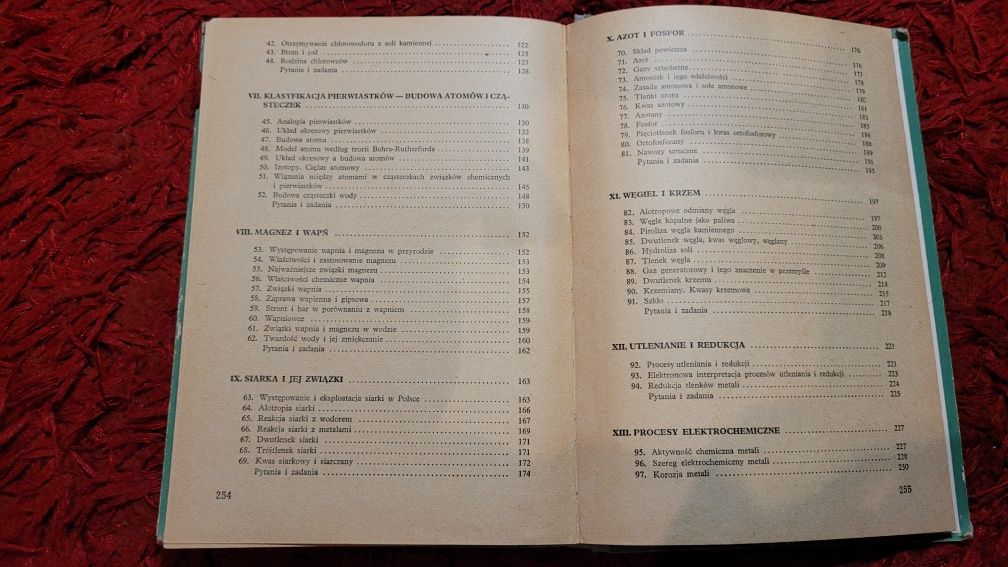 42. Otrzymywanie chlorowodoru z soli kamiennej 122
43. Brom i jod 125
44. Rodzina chlorowców 127
Pytania i zadania 128
VII. KLASYFIKACJA PIERWIASTKÓW — BUDOWA ATOMÓW I CZĄ-
STECZEK 130
45. Analogia pierwiastków 130
46. Układ okresowy pierwiastków 132
47. Budowa atomu 138
48. Model atomu według teorii Bohra-Rutherforda 139
49. Układ okresowy a budowa atomów 141
50. Izotopy. Ciężar atomowy 143
51. Wiązania między atomami w cząsteczkach związków chemicznych
i pierwiastków 145
52. Budowa cząsteczki wody 148
Pytania i zadania 150
VIII. MAGNEZ I WAPŃ 152
53. Występowanie wapnia i magnezu w przyrodzie 152
54. Właściwości i zastosowanie magnezu 153
55. Najważniejsze związki magnezu 153
56. Właściwości chemiczne wapnia 154
57. Związki wapnia 155
58. Zaprawa wapienna i gipsowa 157
59. Stront i bar w porównaniu z wapniem 158
60. Wapniowce 159
61. Związki wapnia i magnezu w wodzie 159
62. Twardość wody i jej zmiękczanie 160
Pytania i zadania 162
IX. SIARKA I JEJ ZWIĄZKI 163
63. Występowanie i eksploatacja siarki w Polsce 163
64. Alotropia siarki 166
65. Reakcja siarki z wodorem 167
66. Reakcja siarki z metalami 169
67. Dwutlenek siarki 171
68. Trójtlenek siarki 171
69. Kwas siarkowy i siarczany 172
Pytania i zadania 174
254
X. AZOT I FOSFOR 176
70. Skład powietrza 176
71. Azot 177
72. Gazy szlachetne 178
73. Amoniak i jego właściwości 179
74. Zasada amonowa i sole amonowe 180
75. Tlenki azotu 181
76. Kwas azotowy 183
77. Azotany 185
78. Fosfor 186
79. Pięciotlenek fosforu i kwas ortofosforowy 188
80. Ortofosforany 189
81. Nawozy sztuczne 193
Pytania i zadania 195
XI. WĘGIEL I KRZEM 197
82. Alotropowe odmiany węgla 197
83. Węgle kopalne jako paliwa 200
84. Piroliza węgla kamiennego 203
85. Dwutlenek węgla, kwas węglowy, węglany 206
86. Hydroliza soli 208
87. Tlenek węgla 209
88. Gaz generatorowy i jego znaczenie w przemyśle 212
89. Dwutlenek krzemu 214
90. Krzemiany. Kwasy krzemowe 215
91. Szkło 217
Pytania i zadania 219
XII. UTLENIANIE I REDUKCJA 221
92. Procesy utleniania i redukcji 221
93. Elektronowa interpretacja procesów utleniania i redukcji 223
94. Redukcja tlenków metali 224
Pytania i zadania 225
XIII. PROCESY ELEKTROCHEMICZNE 227
95. Aktywność chemiczna metali 227
96. Szereg elektrochemiczny metali 228
97. Korozja metali 230
255